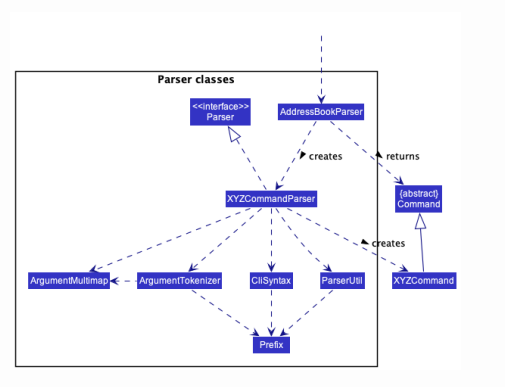 Parser classes
<<interface>>
Parser
AddressBookParser
creates
returns
XYZCommandParser
{abstract}
Command
creates
ArgumentMultimap
ArgumentTokenizer
CliSyntax
ParserUtil
XYZCommand
Prefix